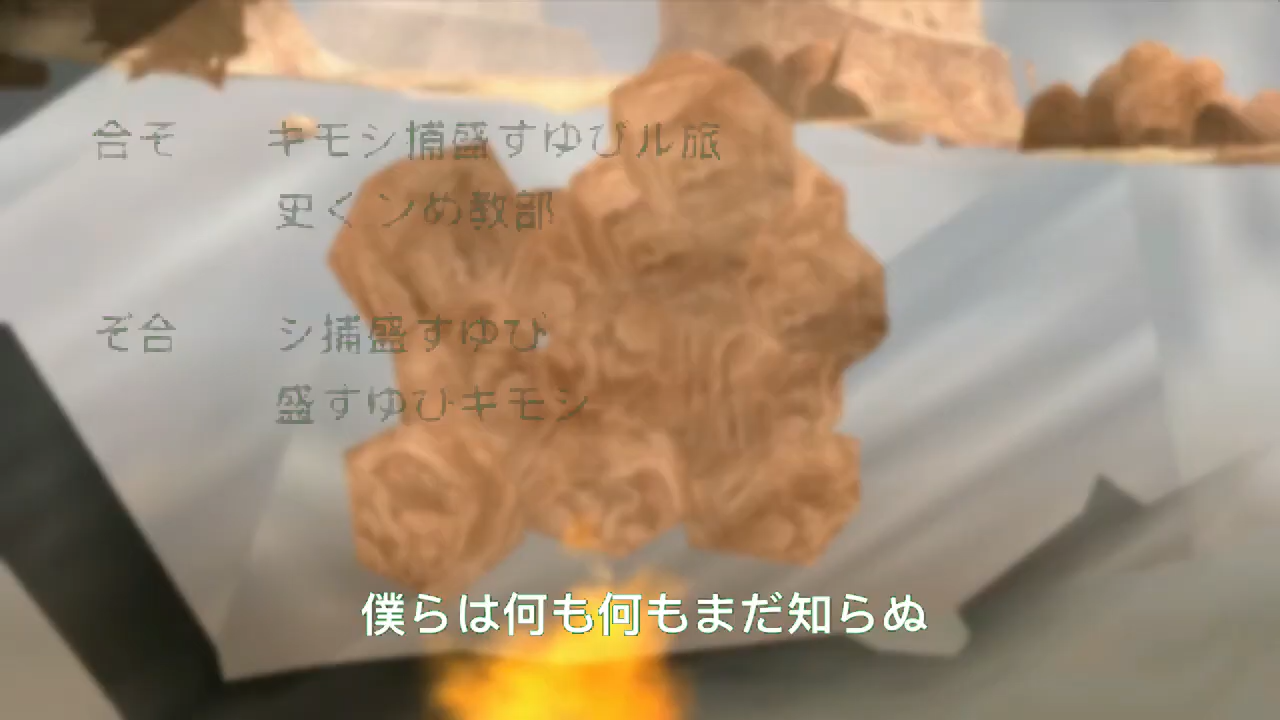 合そ キモシ捕盛すゆびル旅
吏くンめ教部
ぞ合 シ捕盛すゆび
盛すゆひキモシ
僕らは何も何もまだ知らぬ